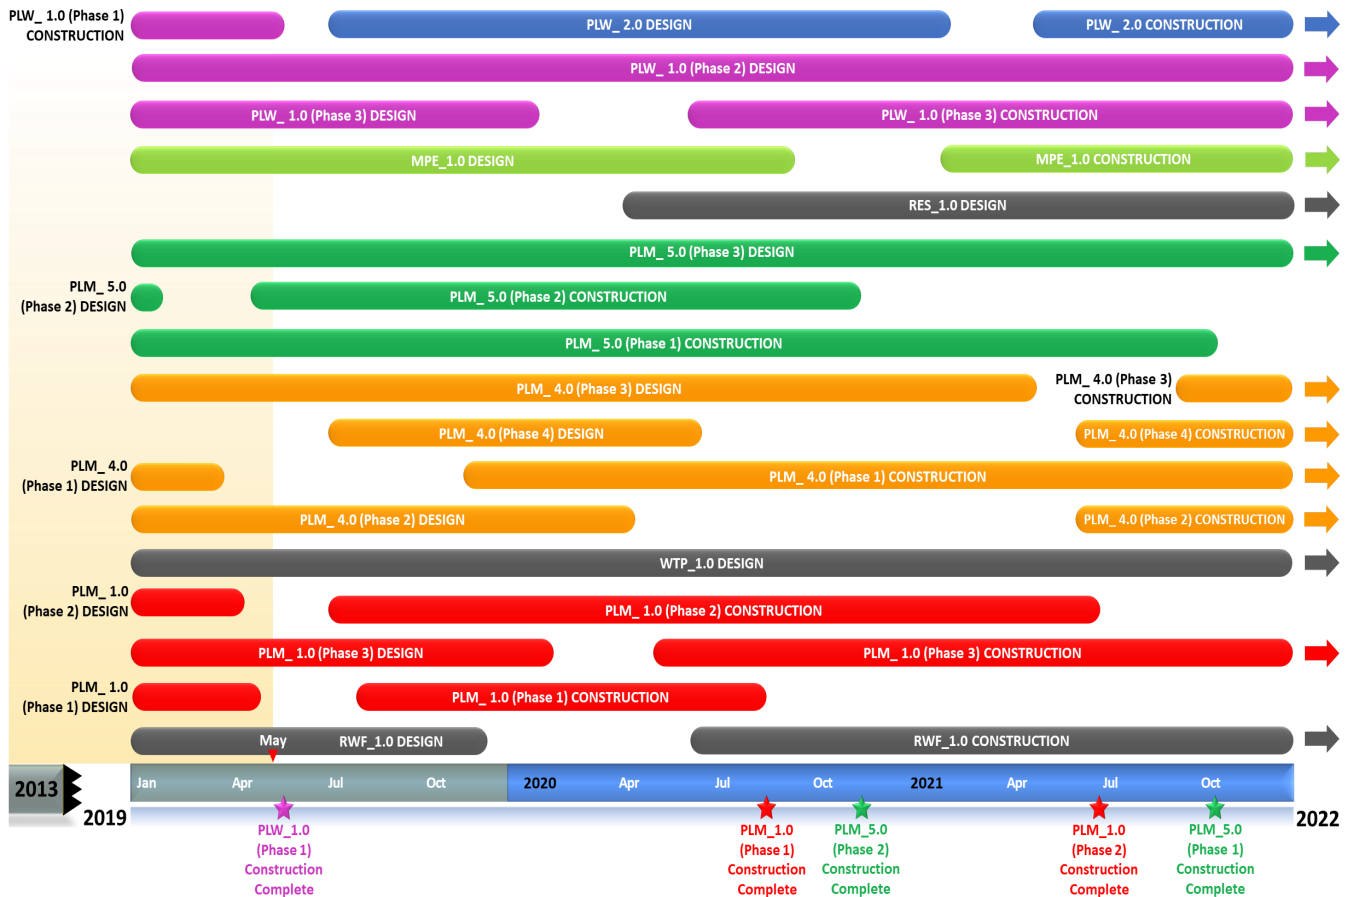 PLW_ 1.0 (Phase 1)
CONSTRUCTION
PLW_ 2.0 DESIGN
PLW_ 2.0 CONSTRUCTION
PLW_ 1.0 (Phase 2) DESIGN
PLW_ 1.0 (Phase 3) DESIGN
PLW_ 1.0 (Phase 3) CONSTRUCTION
MPE_1.0 DESIGN
MPE_1.0 CONSTRUCTION
RES_1.0 DESIGN
PLM_ 5.0 (Phase 3) DESIGN
PLM_ 5.0
(Phase 2) DESIGN
PLM_ 5.0 (Phase 2) CONSTRUCTION
PLM_ 5.0 (Phase 1) CONSTRUCTION
PLM_ 4.0 (Phase 3) DESIGN
PLM_ 4.0 (Phase 3)
CONSTRUCTION
PLM_ 4.0 (Phase 4) DESIGN
PLM_ 4.0 (Phase 4) CONSTRUCTION
PLM_ 4.0
(Phase 1) DESIGN
PLM_ 4.0 (Phase 1) CONSTRUCTION
PLM_ 4.0 (Phase 2) DESIGN
PLM_ 4.0 (Phase 2) CONSTRUCTION
WTP_1.0 DESIGN
PLM_ 1.0
(Phase 2) DESIGN
PLM_ 1.0 (Phase 2) CONSTRUCTION
PLM_ 1.0 (Phase 3) DESIGN
PLM_ 1.0 (Phase 3) CONSTRUCTION
PLM_ 1.0
(Phase 1) DESIGN
PLM_ 1.0 (Phase 1) CONSTRUCTION
May
RWF_1.0 DESIGN
RWF_1.0 CONSTRUCTION
2013
2019
Jan
Apr
Jul
Oct
2020
Apr
Jul
Oct
2021
Apr
Jul
Oct
2022
PLW_1.0
(Phase 1)
Construction
Complete
PLM_1.0
(Phase 1)
Construction
Complete
PLM_5.0
(Phase 2)
Construction
Complete
PLM_1.0
(Phase 2)
Construction
Complete
PLM_5.0
(Phase 1)
Construction
Complete